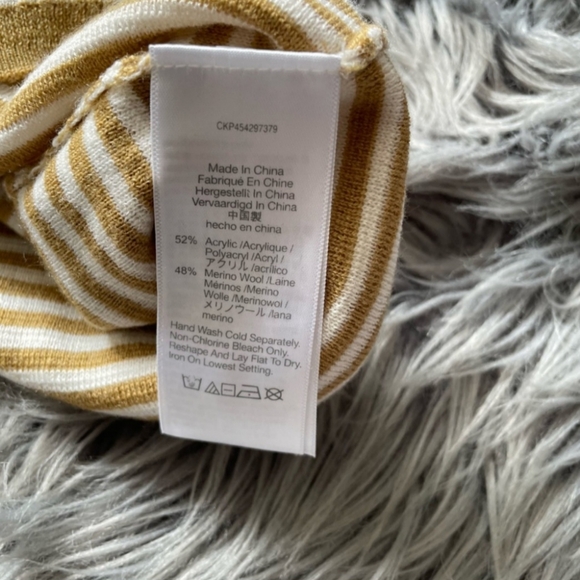 CKP454297379
Made In China
Fabriqué En Chine
Hergestellt In China
Vervaardigd In China
中国製
hecho en china
52% Acrylic /Acrylique /
Polyacryl /Acryl /
アクリル /acrílico
48% Merino Wool /Laine
Mérinos /Merino
Wolle /Merinowol /
メリノウール /lana
merino
Hand Wash Cold Separately.
Non-Chlorine Bleach Only.
Reshape And Lay Flat To Dry.
Iron On Lowest Setting.